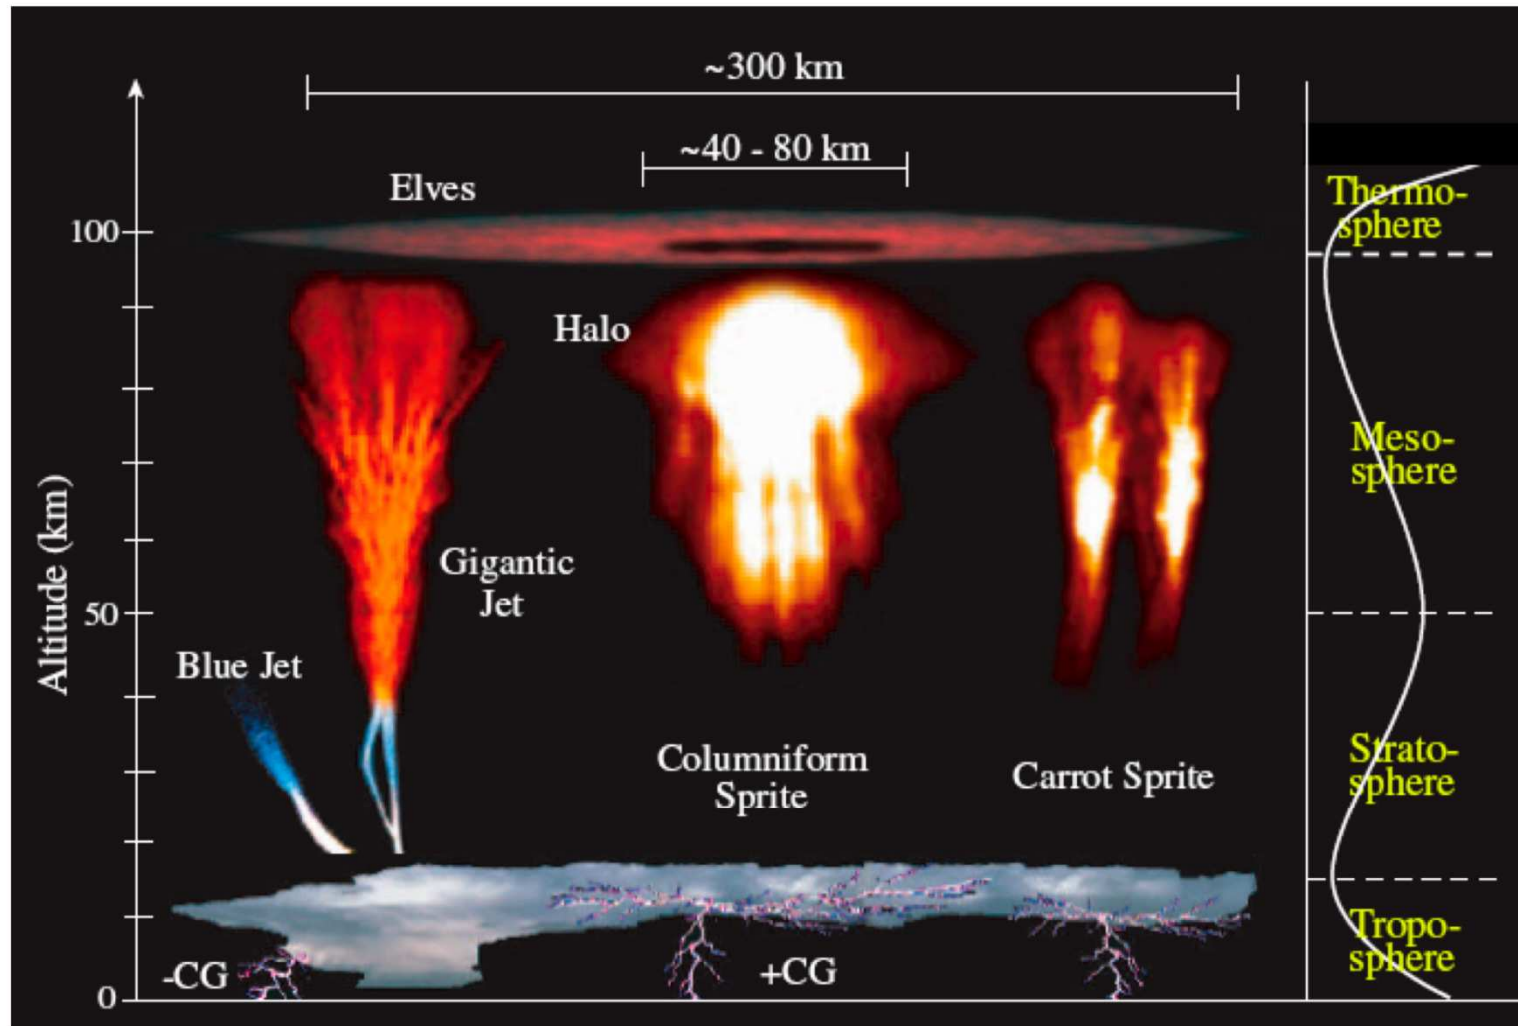 ~300 km
~40 - 80 km
Elves
100
Halo
Gigantic
Jet
50
Blue Jet
Altitude (km)
Columniform
Sprite
Carrot Sprite
-CG
+CG
0
Thermo-
sphere
Meso-
sphere
Strato-
sphere
Tropo-
sphere